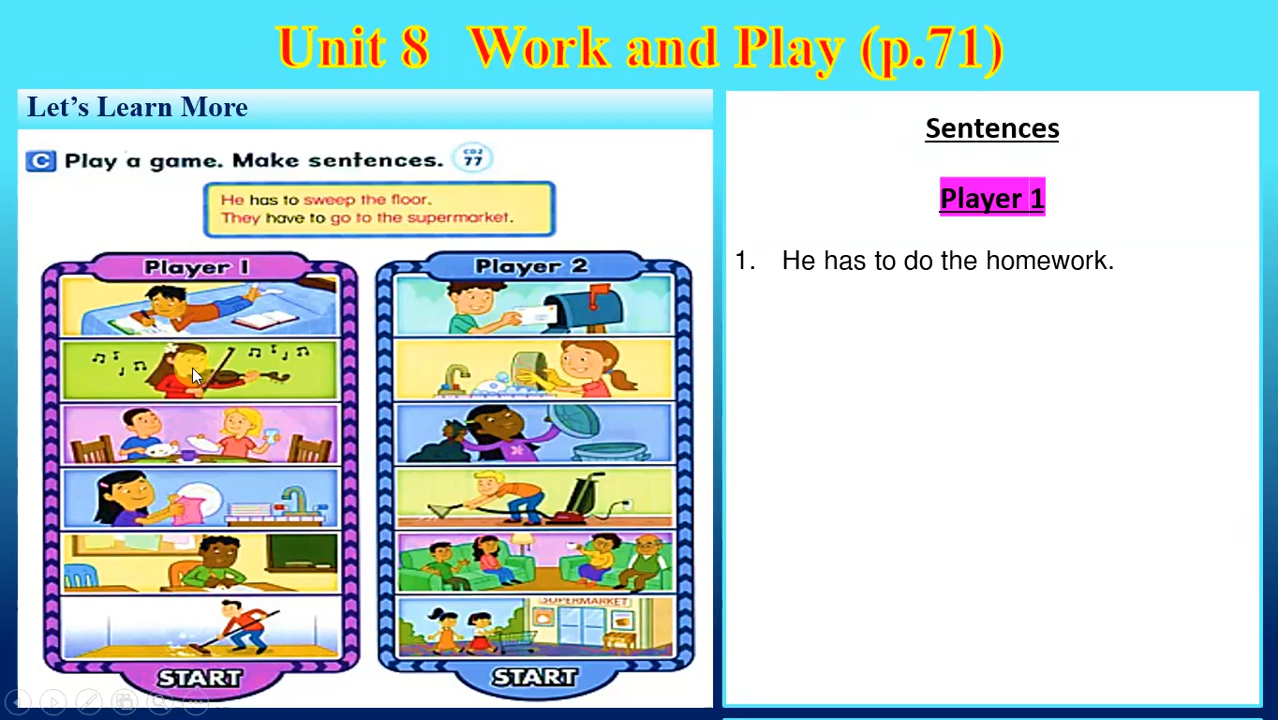 Unit 8 Work and Play (p.71)
Let's Learn More
C Play a game. Make sentences. CD2 77
He has to sweep the floor.
They have to go to the supermarket.
Player 1
Player 2
SUPERMARKET
START
START
Sentences
Player 1
1. He has to do the homework.